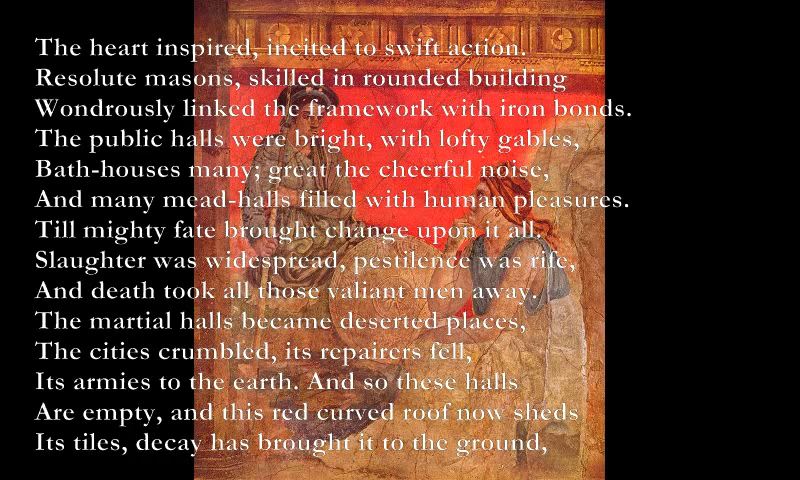 The heart inspired, incited to swift action.
Resolute masons, skilled in rounded building
Wondrously linked the framework with iron bonds.
The public halls were bright, with lofty gables,
Bath-houses many; great the cheerful noise,
And many mead-halls filled with human pleasures.
Till mighty fate brought change upon it all.
Slaughter was widespread, pestilence was rife,
And death took all those valiant men away.
The martial halls became deserted places,
The cities crumbled, its repairers fell,
Its armies to the earth. And so these halls
Are empty, and this red curved roof now sheds
Its tiles, decay has brought it to the ground,